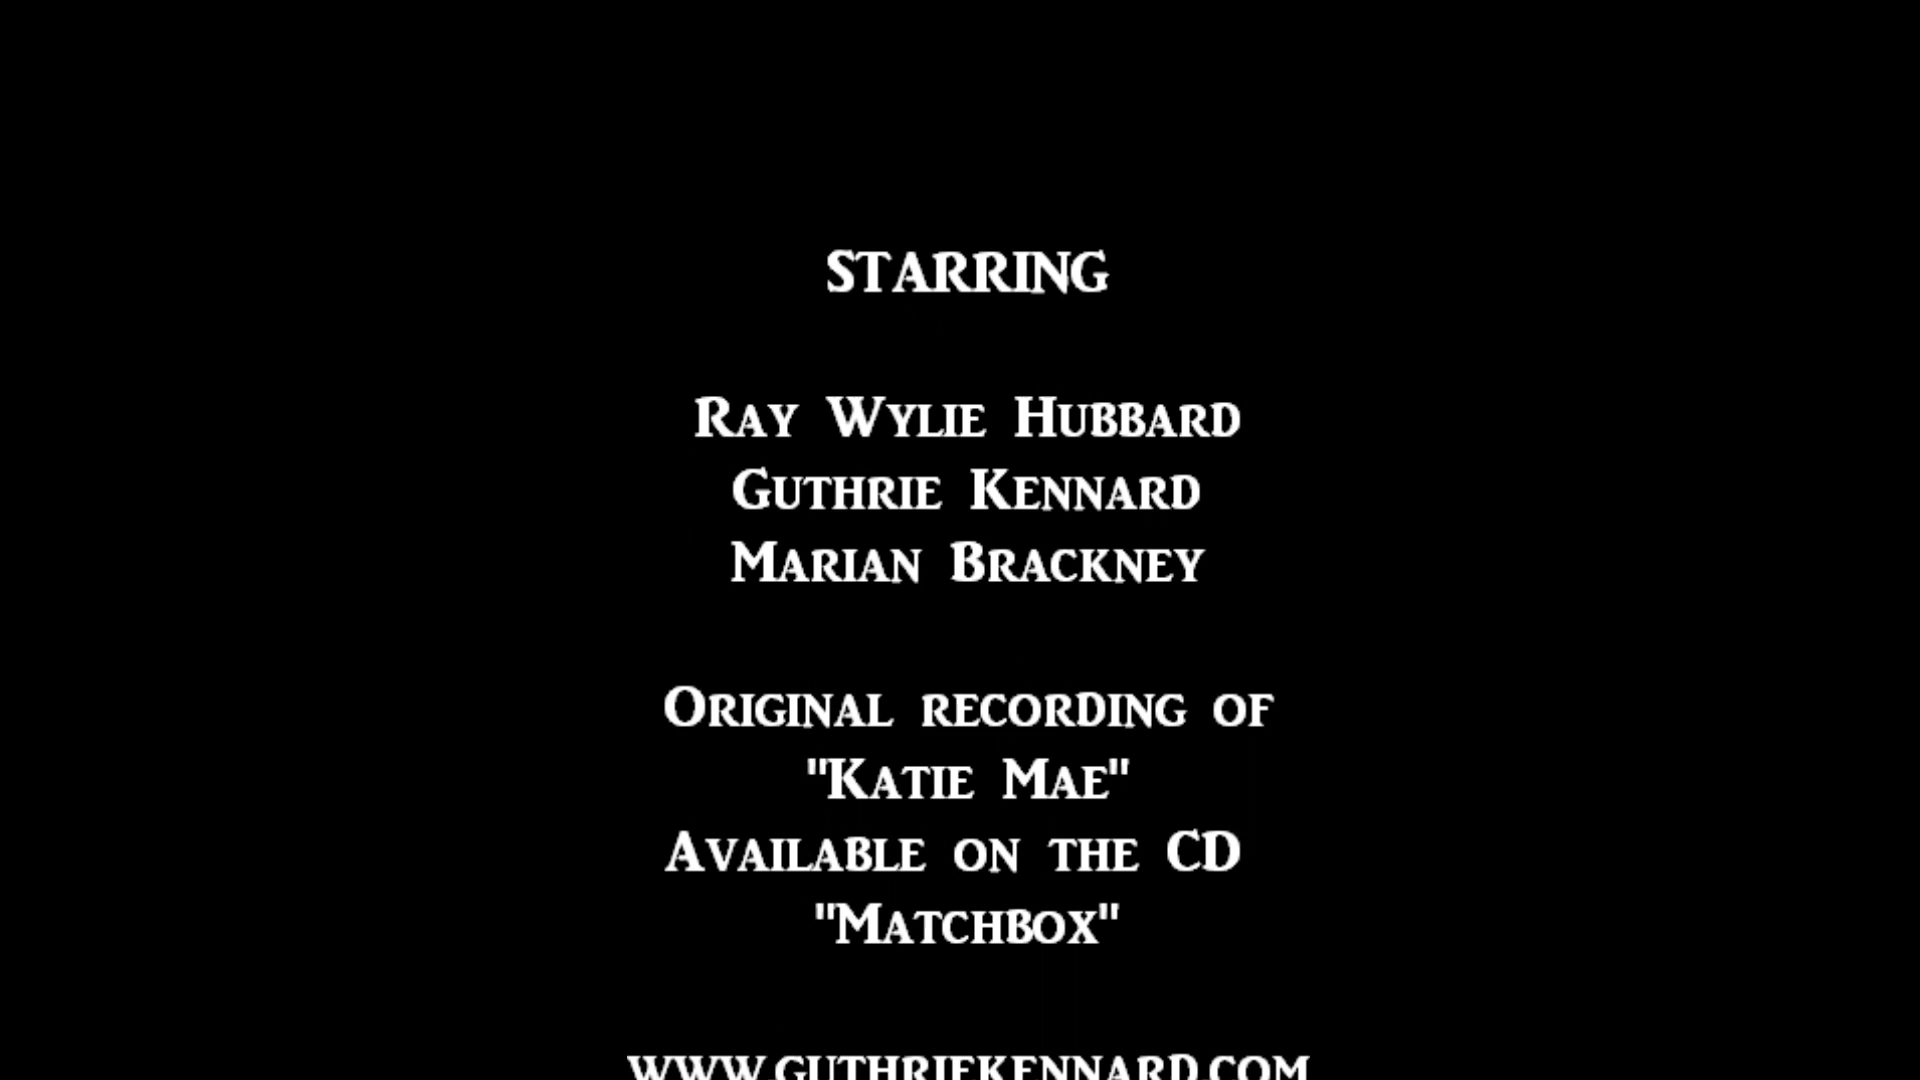 STARRING
Ray Wylie Hubbard
Guthrie Kennard
Marian Brackney
Original recording of
"Katie Mae"
Available on the CD
"Matchbox"
www.guthriekennard.com